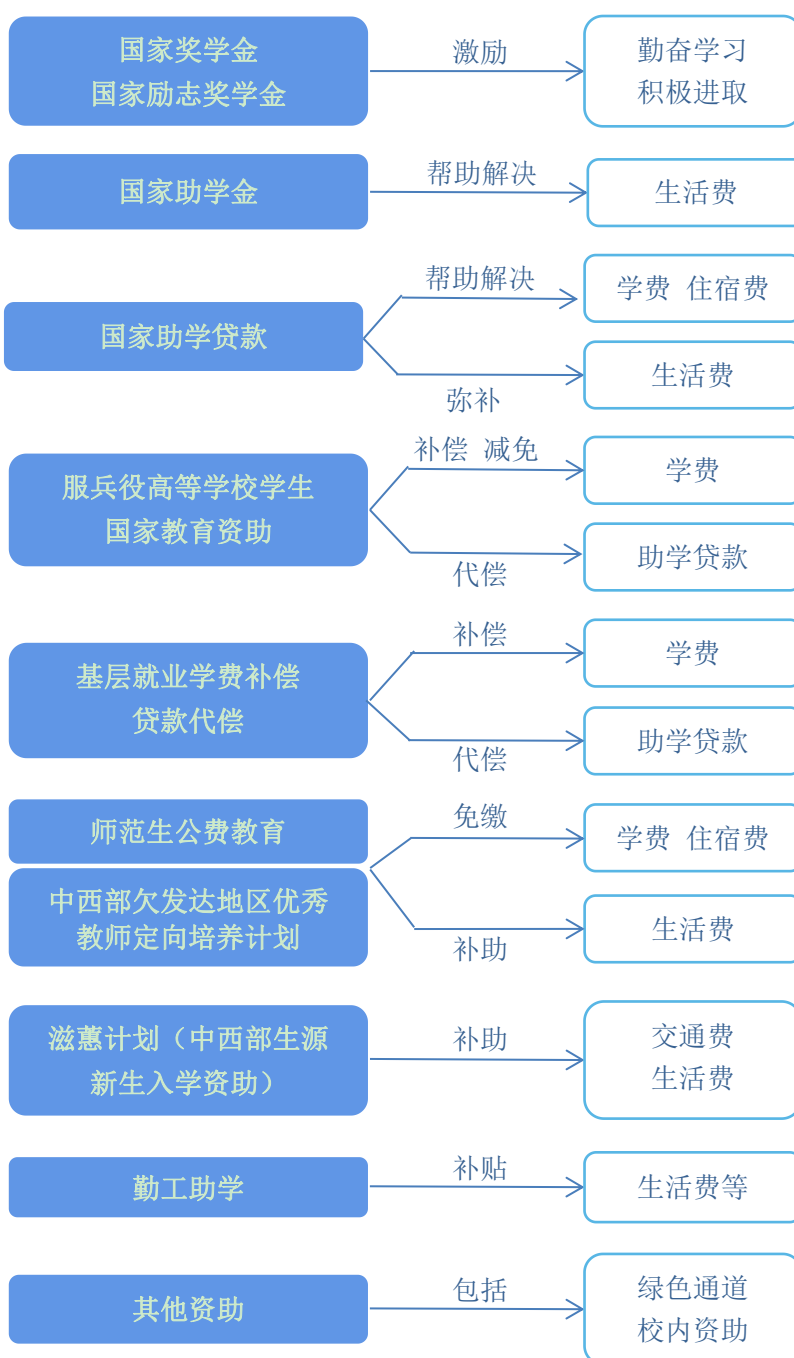 国家奖学金
国家励志奖学金
激励
勤奋学习
积极进取
国家助学金
帮助解决
生活费
国家助学贷款
帮助解决
学费 住宿费
弥补
生活费
服兵役高等学校学生
国家教育资助
补偿 减免
学费
代偿
助学贷款
基层就业学费补偿
贷款代偿
补偿
学费
代偿
助学贷款
师范生公费教育
中西部欠发达地区优秀
教师定向培养计划
免缴
学费 住宿费
补助
生活费
滋蕙计划（中西部生源
新生入学资助）
补助
交通费
生活费
勤工助学
补贴
生活费等
其他资助
包括
绿色通道
校内资助